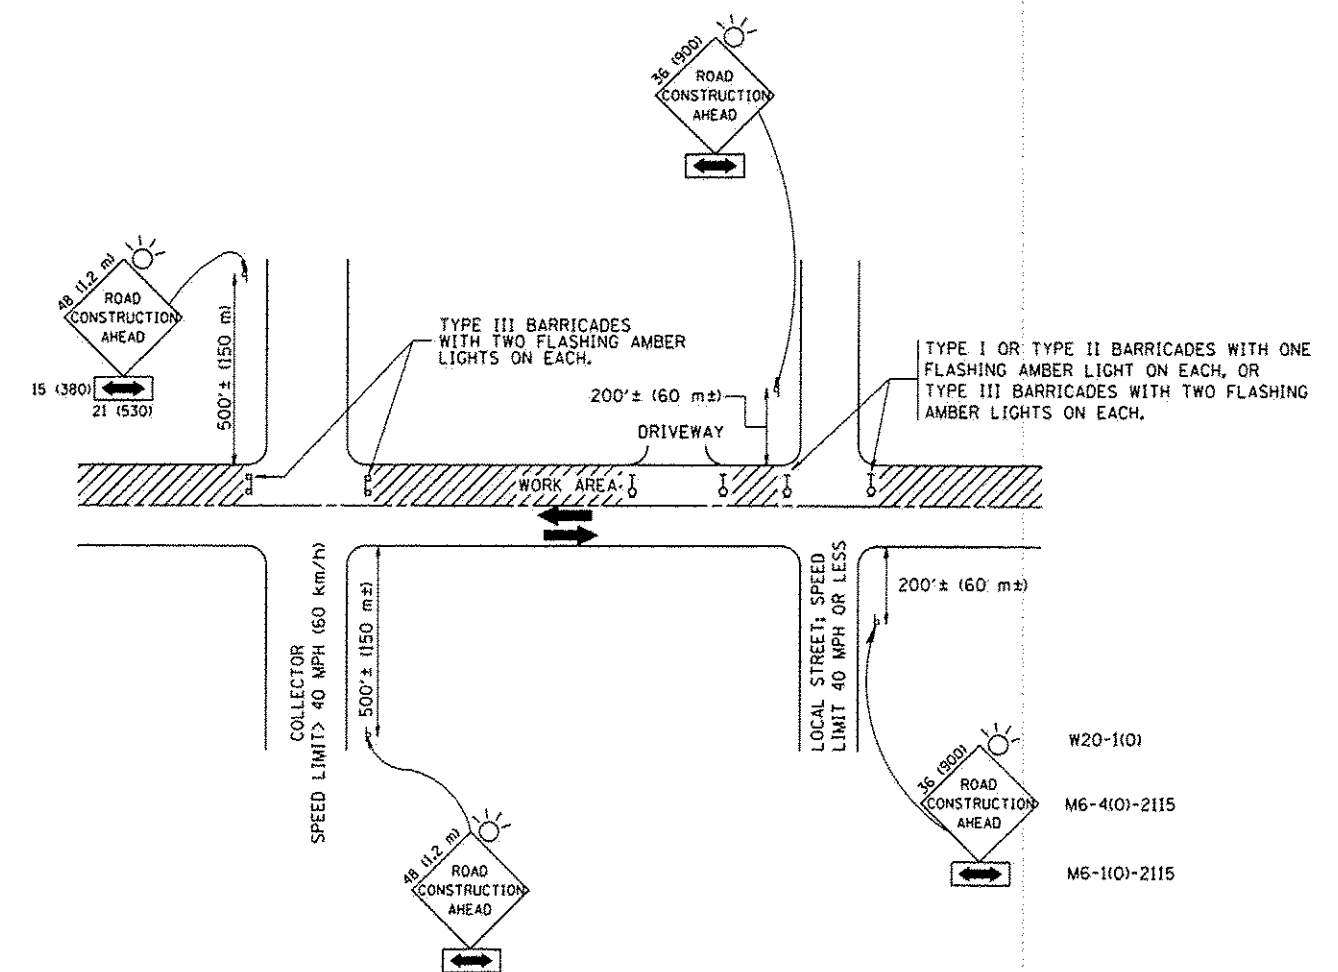 36 (900)
ROAD
CONSTRUCTION
AHEAD
48 (1.2 m)
ROAD
CONSTRUCTION
AHEAD
15 (380)
21 (530)
500'± (150 m)
TYPE III BARRICADES
WITH TWO FLASHING AMBER
LIGHTS ON EACH.
200'± (60 m±)
DRIVEWAY
TYPE I OR TYPE II BARRICADES WITH ONE
FLASHING AMBER LIGHT ON EACH, OR
TYPE III BARRICADES WITH TWO FLASHING
AMBER LIGHTS ON EACH.
WORK AREA
COLLECTOR
SPEED LIMIT> 40 MPH (60 km/h)
500'± (150 m±)
LOCAL STREET; SPEED
LIMIT 40 MPH OR LESS
200'± (60 m±)
48 (1.2 m)
ROAD
CONSTRUCTION
AHEAD
36 (900)
ROAD
CONSTRUCTION
AHEAD
W20-1(O)
M6-4(O)-2115
M6-1(O)-2115